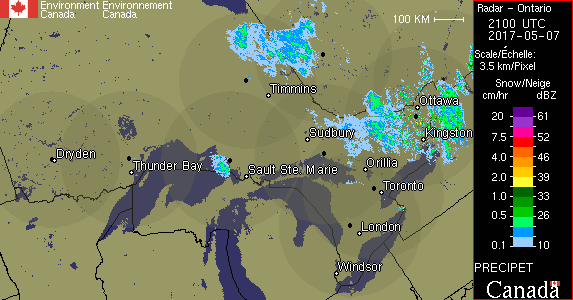 Environment Environnement
Canada Canada
100 KM
Timmins
Ottawa
Sudbury
Kingston
Dryden
Thunder Bay
Sault Ste. Marie
Orillia
Toronto
London
Windsor
Radar - Ontario
2100 UTC
2017-05-07
Scale/Échelle:
3.5 km/Pixel
Snow/Neige
cm/hr dBZ
20 61
7.5 52
4.0 46
2.0 39
1.0 33
0.5 26
0.1 10
PRECIPET
Canada